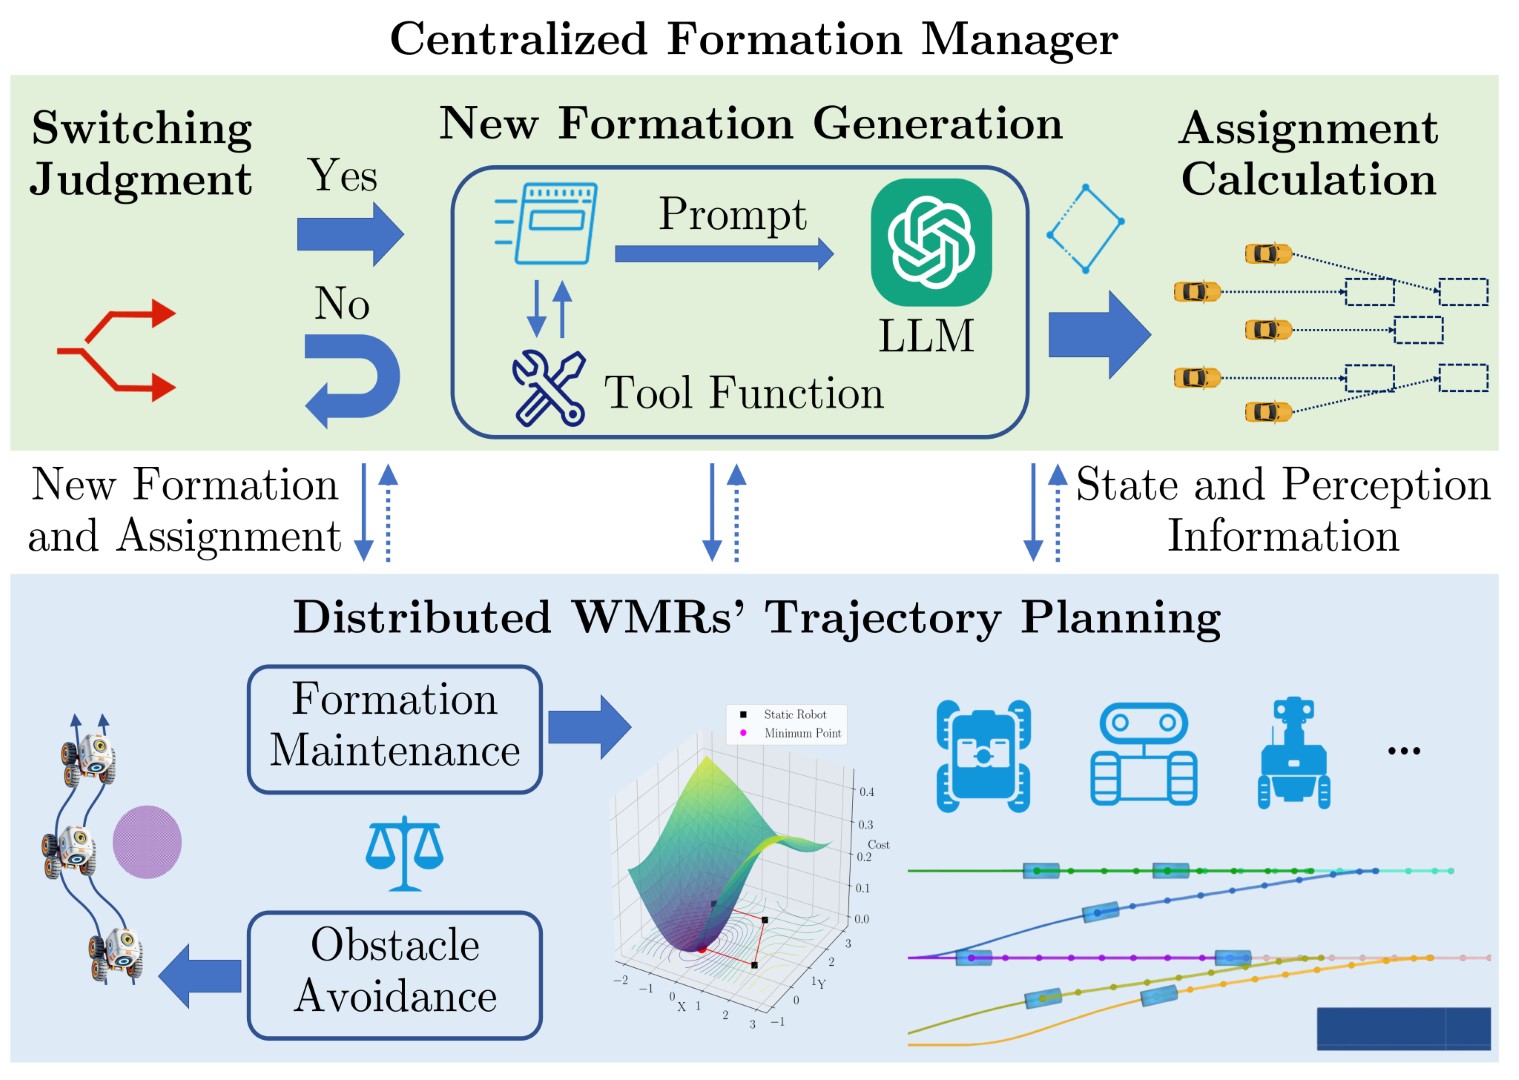 Centralized Formation Manager
Switching
Judgment
Yes
No
New Formation Generation
Prompt
LLM
Tool Function
Assignment
Calculation
New Formation
and Assignment
State and Perception
Information
Distributed WMRs' Trajectory Planning
Formation
Maintenance
Obstacle
Avoidance
Static Robot
Minimum Point
0.4
0.3
Cost
0.2
0.1
0.0
3
2
1 Y
0
−1
−2
−1
0
X
1
2
3
...